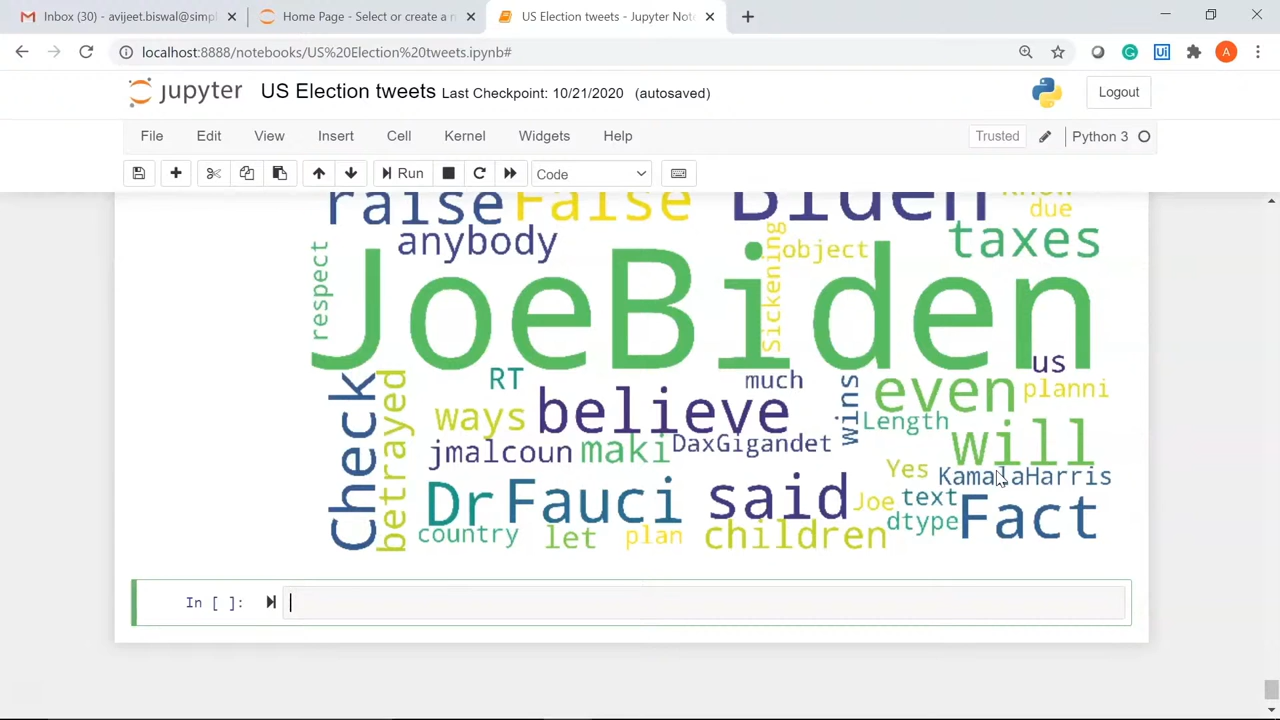 Inbox (30) - avijeet.biswal@simpl
Home Page - Select or create a n
US Election tweets - Jupyter Note
localhost:8888/notebooks/US%20Election%20tweets.ipynb#
A
jupyter US Election tweets Last Checkpoint: 10/21/2020 (autosaved)
Logout
File Edit View Insert Cell Kernel Widgets Help
Trusted
Python 3
Run
Code
raise False Biden know
due
anybody
object
taxes
respect
Sickening
JoeBiden
us
RT
much
even
planni
Check
betrayed
ways
believe
wins
Length
will
jmalcoun
maki
DaxGigandet
Yes
KamalaHarris
Dr Fauci said
Joe
text
Fact
country
let
plan
children
dtype
In [ ]: